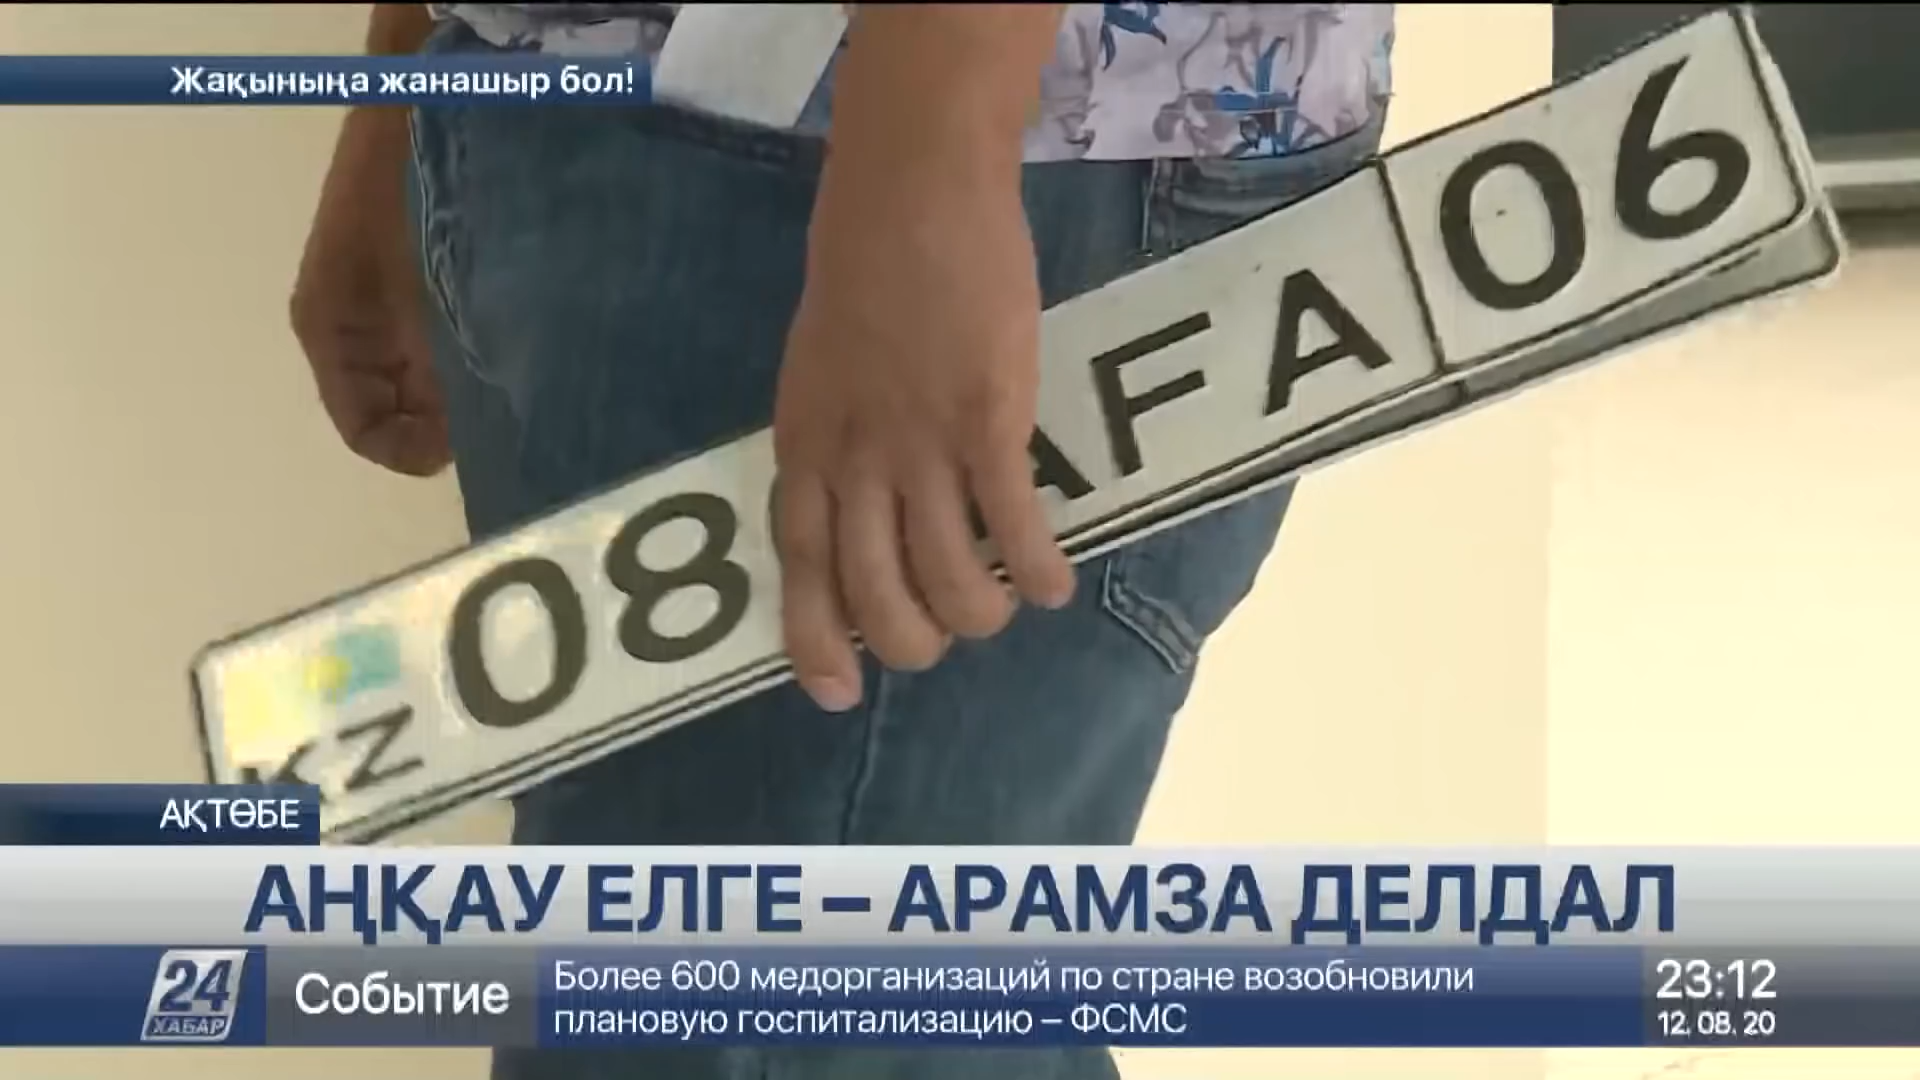 Жақыныңа жанашыр бол!
08 AFA 06
KZ
АҚТӨБЕ
АҢҚАУ ЕЛГЕ – АРАМЗА ДЕЛДАЛ
24
ХАБАР
Событие
Более 600 медорганизаций по стране возобновили
плановую госпитализацию – ФСМС
23:12
12. 08. 20